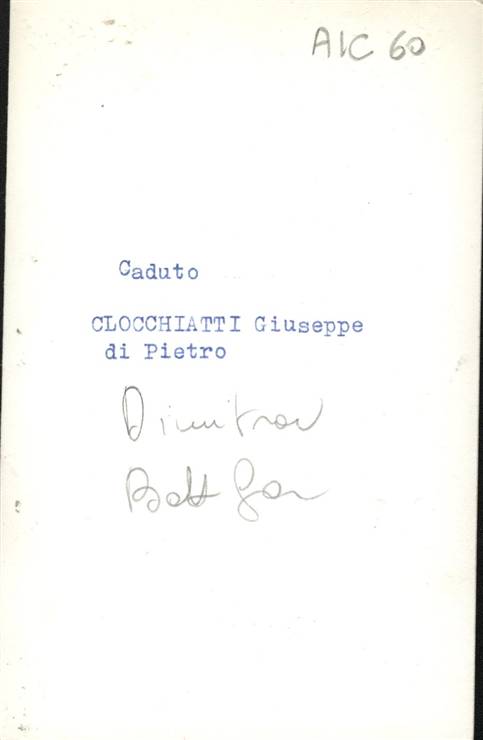 AIC 60
Caduto
CLOCCHIATTI Giuseppe
di Pietro
Dimitrov
Batt